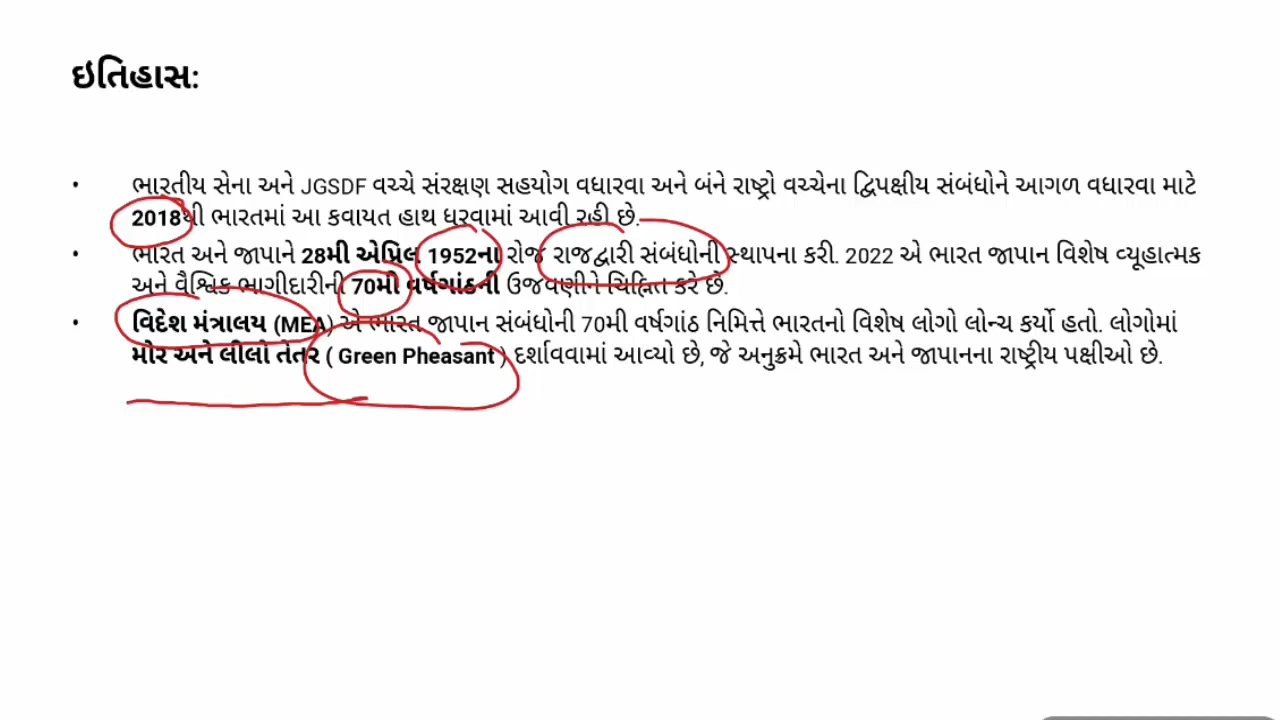 ઇતિહાસ:
• ભારતીય સેના અને JGSDF વચ્ચે સંરક્ષણ સહયોગ વધારવા અને બંને રાષ્ટ્રો વચ્ચેના દ્વિપક્ષીય સંબંધોને આગળ વધારવા માટે
2018થી ભારતમાં આ કવાયત હાથ ધરવામાં આવી રહી છે.
• ભારત અને જાપાને 28મી એપ્રિલ 1952ના રોજ રાજદ્વારી સંબંધોની સ્થાપના કરી. 2022 એ ભારત જાપાન વિશેષ વ્યૂહાત્મક
અને વૈશ્વિક ભાગીદારીની 70મી વર્ષગાંઠની ઉજવણીને ચિહ્નિત કરે છે.
• વિદેશ મંત્રાલય (MEA) એ ભારત જાપાન સંબંધોની 70મી વર્ષગાંઠ નિમિત્તે ભારતનો વિશેષ લોગો લોન્ચ કર્યો હતો. લોગોમાં
મોર અને લીલો તેતર ( Green Pheasant ) દર્શાવવામાં આવ્યો છે, જે અનુક્રમે ભારત અને જાપાનના રાષ્ટ્રીય પક્ષીઓ છે.